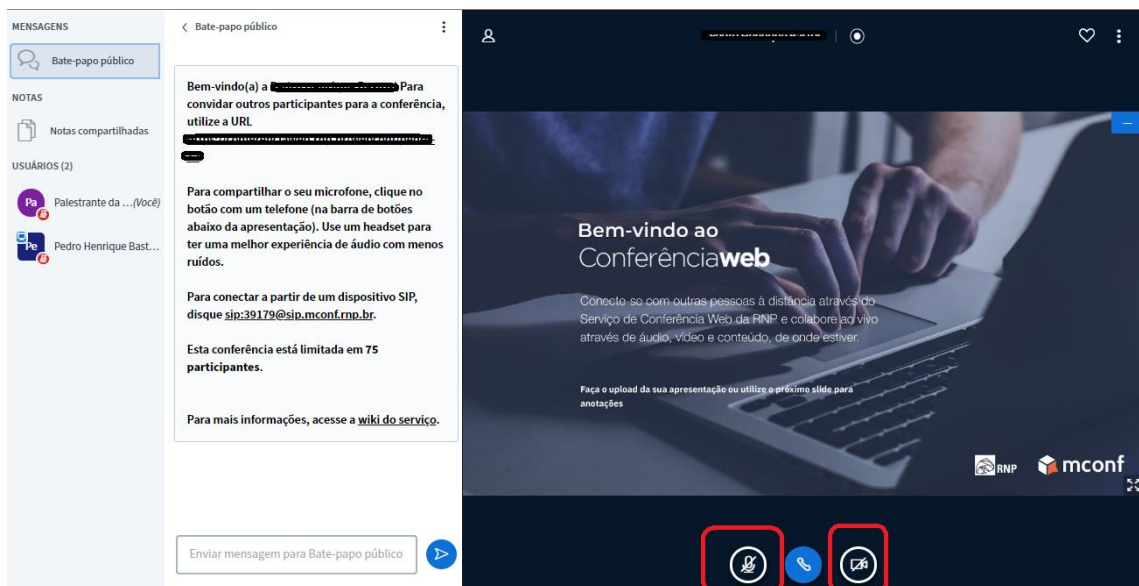 MENSAGENS
Bate-papo público
NOTAS
Notas compartilhadas
USUÁRIOS (2)
Pa
Palestrante da ...(Você)
Pe
Pedro Henrique Bast...
Bate-papo público
Bem-vindo(a) a Para
convidar outros participantes para a conferência,
utilize a URL
Para compartilhar o seu microfone, clique no
botão com um telefone (na barra de botões
abaixo da apresentação). Use um headset para
ter uma melhor experiência de áudio com menos
ruídos.
Para conectar a partir de um dispositivo SIP,
disque sip:39179@sip.mconf.rnp.br.
Esta conferência está limitada em 75
participantes.
Para mais informações, acesse a wiki do serviço.
Enviar mensagem para Bate-papo público
Bem-vindo ao
Conferênciaweb
Conecte-se com outras pessoas à distância através do
Serviço de Conferência Web da RNP e colabore ao vivo
através de áudio, vídeo e conteúdo, de onde estiver.
Faça o upload da sua apresentação ou utilize o próximo slide para
anotações
RNP
mconf